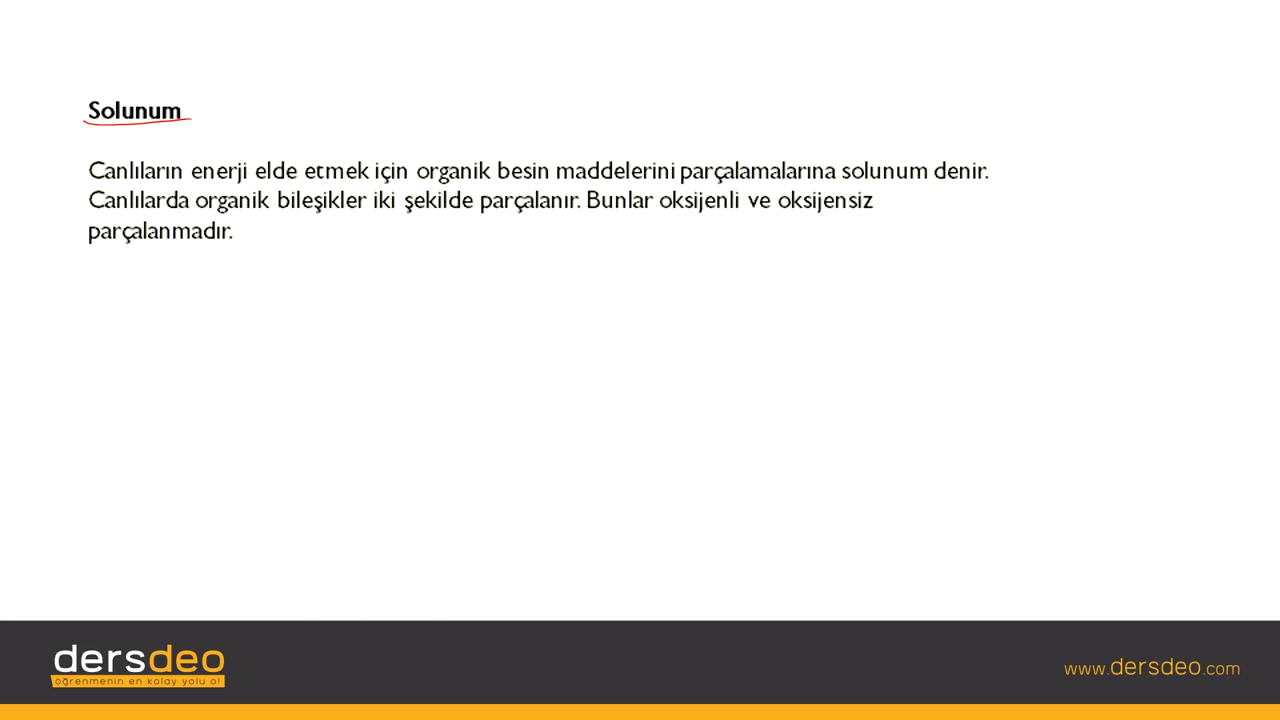 Solunum
Canlıların enerji elde etmek için organik besin maddelerini parçalamalarına solunum denir.
Canlılarda organik bileşikler iki şekilde parçalanır. Bunlar oksijenli ve oksijensiz
parçalanmadır.
dersdeo
öğrenmenin en kolay yolu o!
www.dersdeo.com